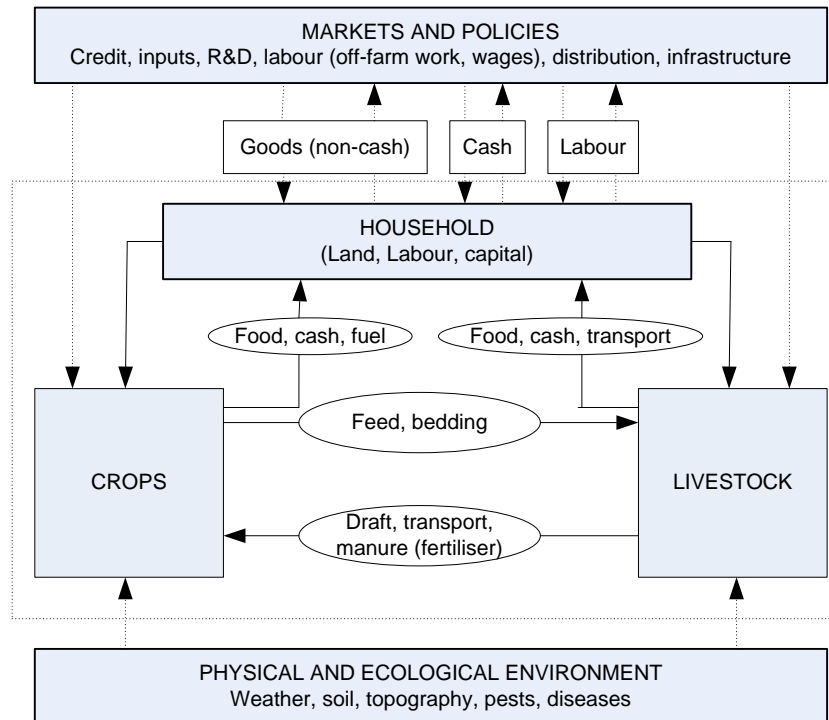 MARKETS AND POLICIES
Credit, inputs, R&D, labour (off-farm work, wages), distribution, infrastructure
Goods (non-cash)
Cash
Labour
HOUSEHOLD
(Land, Labour, capital)
Food, cash, fuel
Food, cash, transport
Feed, bedding
CROPS
LIVESTOCK
Draft, transport,
manure (fertiliser)
PHYSICAL AND ECOLOGICAL ENVIRONMENT
Weather, soil, topography, pests, diseases